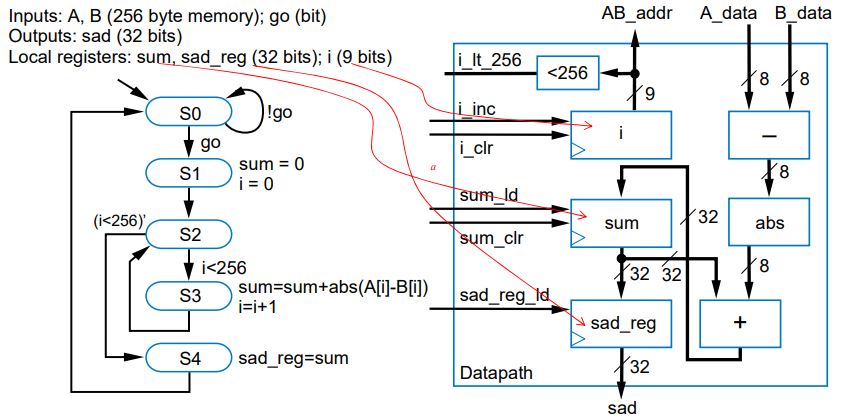 Inputs: A, B (256 byte memory); go (bit)
Outputs: sad (32 bits)
Local registers: sum, sad_reg (32 bits); i (9 bits)
S0
!go
go
S1
sum = 0
i = 0
(i<256)'
S2
i<256
S3
sum=sum+abs(A[i]-B[i])
i=i+1
S4
sad_reg=sum
AB_addr
A_data
B_data
i_lt_256
<256
8
8
9
i_inc
i
–
i_clr
a
8
sum_ld
sum
32
abs
sum_clr
32
32
8
sad_reg_ld
sad_reg
+
32
Datapath
sad